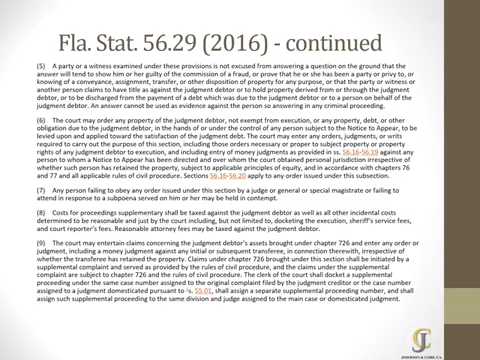 Fla. Stat. 56.29 (2016) - continued
(5) A party or a witness examined under these provisions is not excused from answering a question on the ground that the
answer will tend to show him or her guilty of the commission of a fraud, or prove that he or she has been a party or privy to, or
knowing of a conveyance, assignment, transfer, or other disposition of property for any purpose, or that the party or witness or
another person claims to have title as against the judgment debtor or to hold property derived from or through the judgment
debtor, or to be discharged from the payment of a debt which was due to the judgment debtor or to a person on behalf of the
judgment debtor. An answer cannot be used as evidence against the person so answering in any criminal proceeding.
(6) The court may order any property of the judgment debtor, not exempt from execution, or any property, debt, or other
obligation due to the judgment debtor, in the hands of or under the control of any person subject to the Notice to Appear, to be
levied upon and applied toward the satisfaction of the judgment debt. The court may enter any orders, judgments, or writs
required to carry out the purpose of this section, including those orders necessary or proper to subject property or property
rights of any judgment debtor to execution, and including entry of money judgments as provided in ss. 56.16-56.19 against any
person to whom a Notice to Appear has been directed and over whom the court obtained personal jurisdiction irrespective of
whether such person has retained the property, subject to applicable principles of equity, and in accordance with chapters 76
and 77 and all applicable rules of civil procedure. Sections 56.16-56.20 apply to any order issued under this subsection.
(7) Any person failing to obey any order issued under this section by a judge or general or special magistrate or failing to
attend in response to a subpoena served on him or her may be held in contempt.
(8) Costs for proceedings supplementary shall be taxed against the judgment debtor as well as all other incidental costs
determined to be reasonable and just by the court including, but not limited to, docketing the execution, sheriff's service fees,
and court reporter's fees. Reasonable attorney fees may be taxed against the judgment debtor.
(9) The court may entertain claims concerning the judgment debtor's assets brought under chapter 726 and enter any order or
judgment, including a money judgment against any initial or subsequent transferee, in connection therewith, irrespective of
whether the transferee has retained the property. Claims under chapter 726 brought under this section shall be initiated by a
supplemental complaint and served as provided by the rules of civil procedure, and the claims under the supplemental
complaint are subject to chapter 726 and the rules of civil procedure. The clerk of the court shall docket a supplemental
proceeding under the same case number assigned to the original complaint filed by the judgment creditor or the case number
assigned to a judgment domesticated pursuant to s. 55.01, shall assign a separate supplemental proceeding number, and shall
assign such supplemental proceeding to the same division and judge assigned to the main case or domesticated judgment.